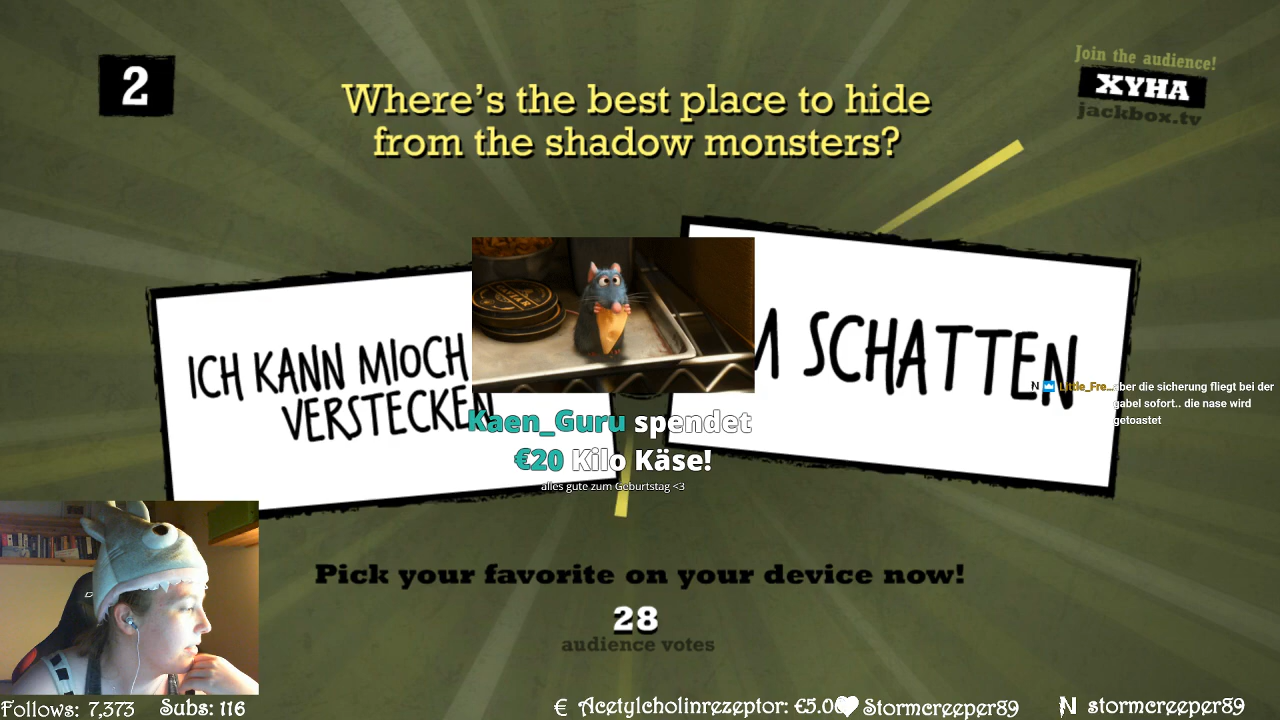 2
Where's the best place to hide
from the shadow monsters?
Join the audience!
XYHA
jackbox.tv
ICH KANN MIOCH
VERSTECKEN
M SCHATTEN
Little_Fre... ber die sicherung fliegt bei der
gabel sofort.. die nase wird
getoastet
Kaen_Guru spendet
€20 Kilo Käse!
alles gute zum Geburtstag <3
Pick your favorite on your device now!
28
audience votes
Follows: 7,373 Subs: 116
€ Acetylcholinrezeptor: €5.00 Stormcreeper89 stormcreeper89